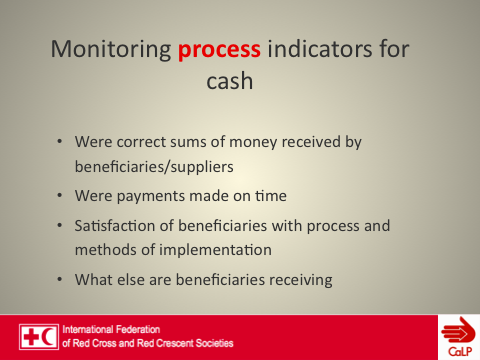 Monitoring process indicators for
cash
• Were correct sums of money received by
beneficiaries/suppliers
• Were payments made on time
• Satisfaction of beneficiaries with process and
methods of implementation
• What else are beneficiaries receiving
International Federation
of Red Cross and Red Crescent Societies
CaLP